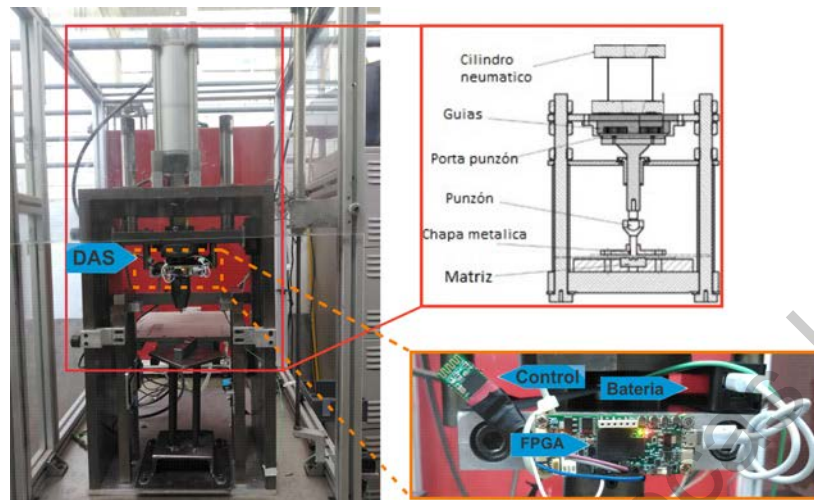 Cilindro
neumatico
Guias
Porta punzón
Punzón
Chapa metalica
Matriz
DAS
Control
Bateria
FPGA